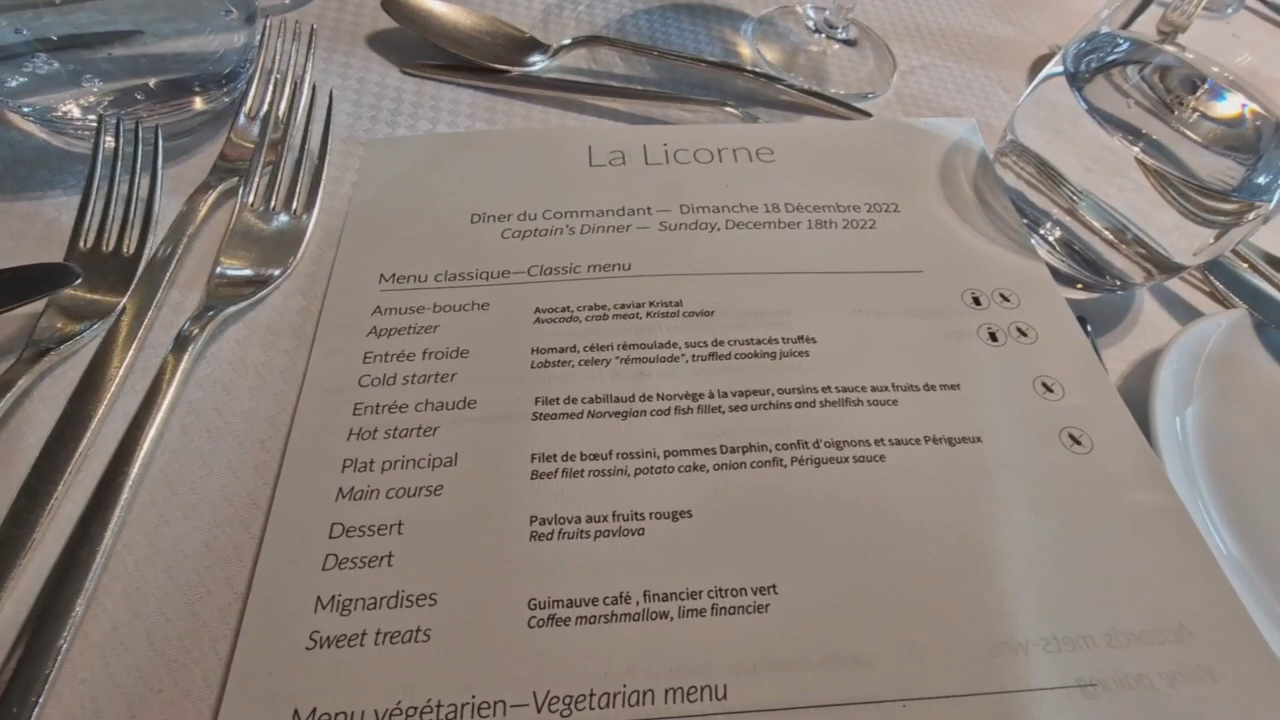 La Licorne
Dîner du Commandant — Dimanche 18 Décembre 2022
Captain's Dinner — Sunday, December 18th 2022
Menu classique—Classic menu
Amuse-bouche
Appetizer
Avocat, crabe, caviar Kristal
Avocado, crab meat, Kristal caviar
Entrée froide
Cold starter
Homard, céleri rémoulade, sucs de crustacés truffés
Lobster, celery "rémoulade", truffled cooking juices
Entrée chaude
Hot starter
Filet de cabillaud de Norvège à la vapeur, oursins et sauce aux fruits de mer
Steamed Norvegian cod fish fillet, sea urchins and shellfish sauce
Plat principal
Main course
Filet de bœuf rossini, pommes Darphin, confit d'oignons et sauce Périgueux
Beef filet rossini, potato cake, onion confit, Périgueux sauce
Dessert
Dessert
Pavlova aux fruits rouges
Red fruits pavlova
Mignardises
Sweet treats
Guimauve café , financier citron vert
Coffee marshmallow, lime financier
Menu végétarien—Vegetarian menu
Accords mets-vins
Wine pairing